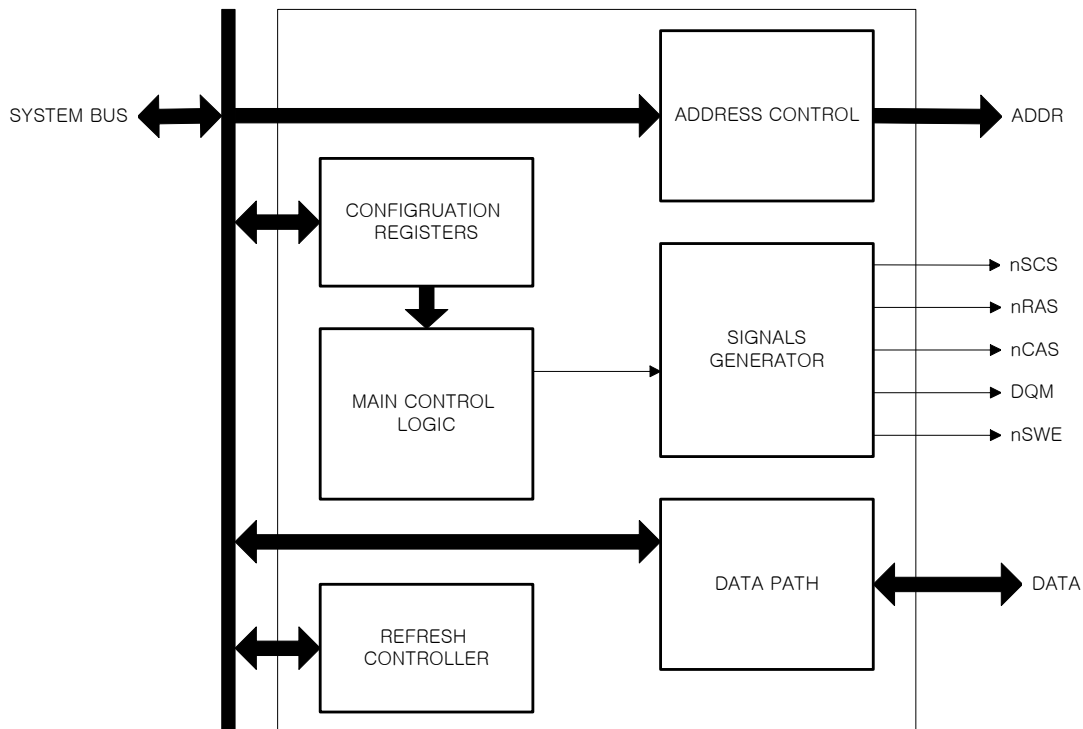 SYSTEM BUS
ADDRESS CONTROL
ADDR
CONFIGRUATION
REGISTERS
nSCS
nRAS
SIGNALS
GENERATOR
nCAS
MAIN CONTROL
LOGIC
DQM
nSWE
DATA PATH
DATA
REFRESH
CONTROLLER